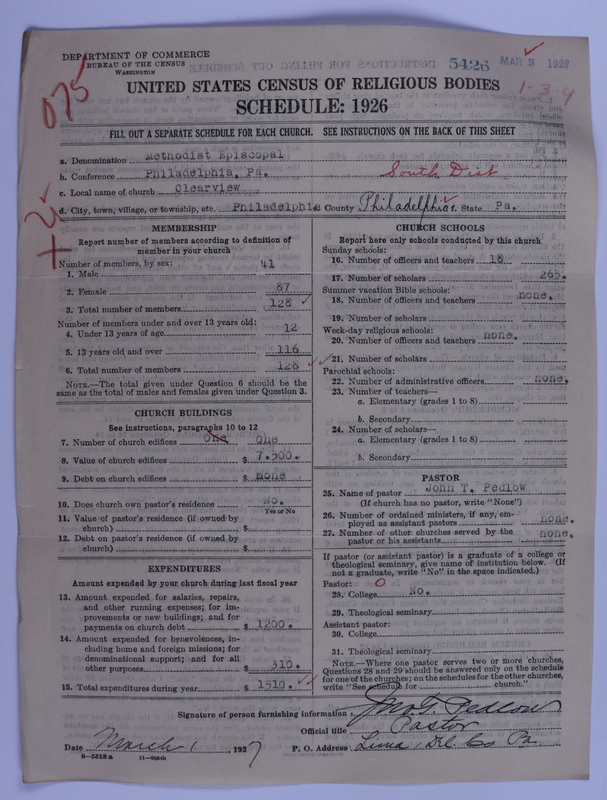 DEPARTMENT OF COMMERCE
BUREAU OF THE CENSUS
WASHINGTON
5426 MAR 3 1927
075
1-3-4
UNITED STATES CENSUS OF RELIGIOUS BODIES
SCHEDULE: 1926
FILL OUT A SEPARATE SCHEDULE FOR EACH CHURCH. SEE INSTRUCTIONS ON THE BACK OF THIS SHEET
a. Denomination Methodist Episcopal
b. Conference Philadelphia, Pa. South Dist
c. Local name of church Clearview
d. City, town, village, or township, etc. Philadelphia e. County Philadelphia f. State Pa.
MEMBERSHIP
Report number of members according to definition of
member in your church
Number of members, by sex:
1. Male 41
2. Female 87
3. Total number of members 128
Number of members under and over 13 years old:
4. Under 13 years of age 12
5. 13 years old and over 116
6. Total number of members 128
NOTE.—The total given under Question 6 should be the
same as the total of males and females given under Question 3.
CHURCH BUILDINGS
See instructions, paragraphs 10 to 12
7. Number of church edifices One One
8. Value of church edifices $ 7.500.
9. Debt on church edifices $ none
10. Does church own pastor's residence No.
Yes or No
11. Value of pastor's residence (if owned by
church) $
12. Debt on pastor's residence (if owned by
church) $
EXPENDITURES
Amount expended by your church during last fiscal year
13. Amount expended for salaries, repairs,
and other running expenses; for im-
provements or new buildings; and for
payments on church debt $ 1200.
14. Amount expended for benevolences, in-
cluding home and foreign missions; for
denominational support; and for all
other purposes $ 310.
15. Total expenditures during year $ 1510.
CHURCH SCHOOLS
Report here only schools conducted by this church
Sunday schools:
16. Number of officers and teachers 18
17. Number of scholars 265.
Summer vacation Bible schools:
18. Number of officers and teachers none.
19. Number of scholars
Week-day religious schools:
20. Number of officers and teachers none.
21. Number of scholars
Parochial schools:
22. Number of administrative officers none.
23. Number of teachers—
a. Elementary (grades 1 to 8)
b. Secondary
24. Number of scholars—
a. Elementary (grades 1 to 8)
b. Secondary
PASTOR
25. Name of pastor John T. Pedlow
(If church has no pastor, write "None")
26. Number of ordained ministers, if any, em-
ployed as assistant pastors none.
27. Number of other churches served by the
pastor or his assistants none.
If pastor (or assistant pastor) is a graduate of a college or
theological seminary, give name of institution below. (If
not a graduate, write "No" in the space indicated.)
Pastor: O
28. College No.
29. Theological seminary
Assistant pastor:
30. College
31. Theological seminary
NOTE.—Where one pastor serves two or more churches,
Questions 28 and 29 should be answered only on the schedule
for one of the churches; on the schedules for the other churches,
write "See schedule for church."
Signature of person furnishing information Jno. T. Pedlow
Official title Pastor
Date March 1, 1927 P. O. Address Lima, Del Co Pa.
8—5518a